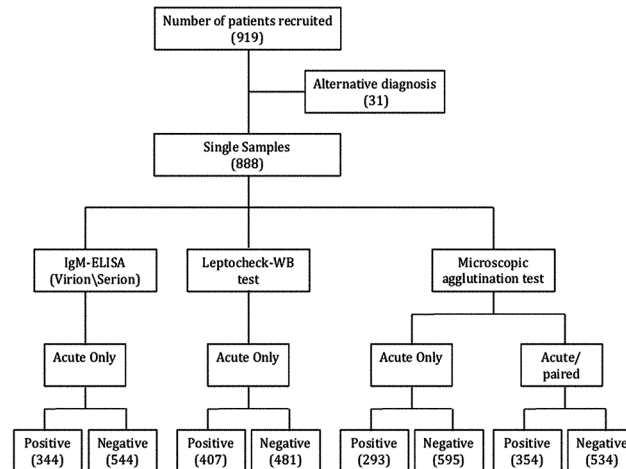 Number of patients recruited
(919)
Alternative diagnosis
(31)
Single Samples
(888)
IgM-ELISA
(Virion\Serion)
Leptocheck-WB
test
Microscopic
agglutination test
Acute Only
Acute Only
Acute Only
Acute/
paired
Positive
(344)
Negative
(544)
Positive
(407)
Negative
(481)
Positive
(293)
Negative
(595)
Positive
(354)
Negative
(534)